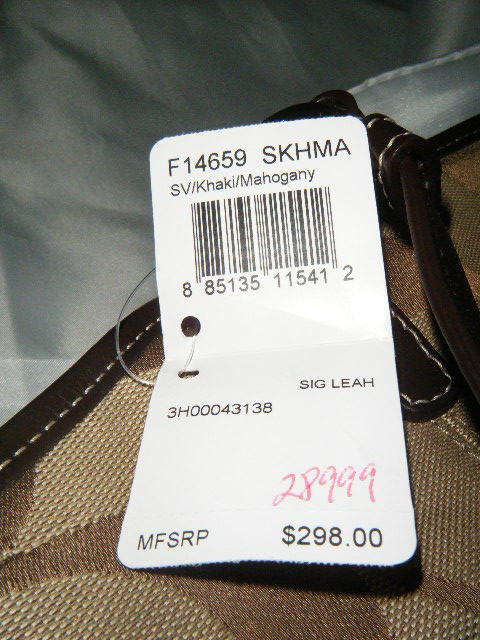 F14659 SKHMA
SV/Khaki/Mahogany
8 85135 11541 2
SIG LEAH
3H00043138
28999
MFSRP $298.00